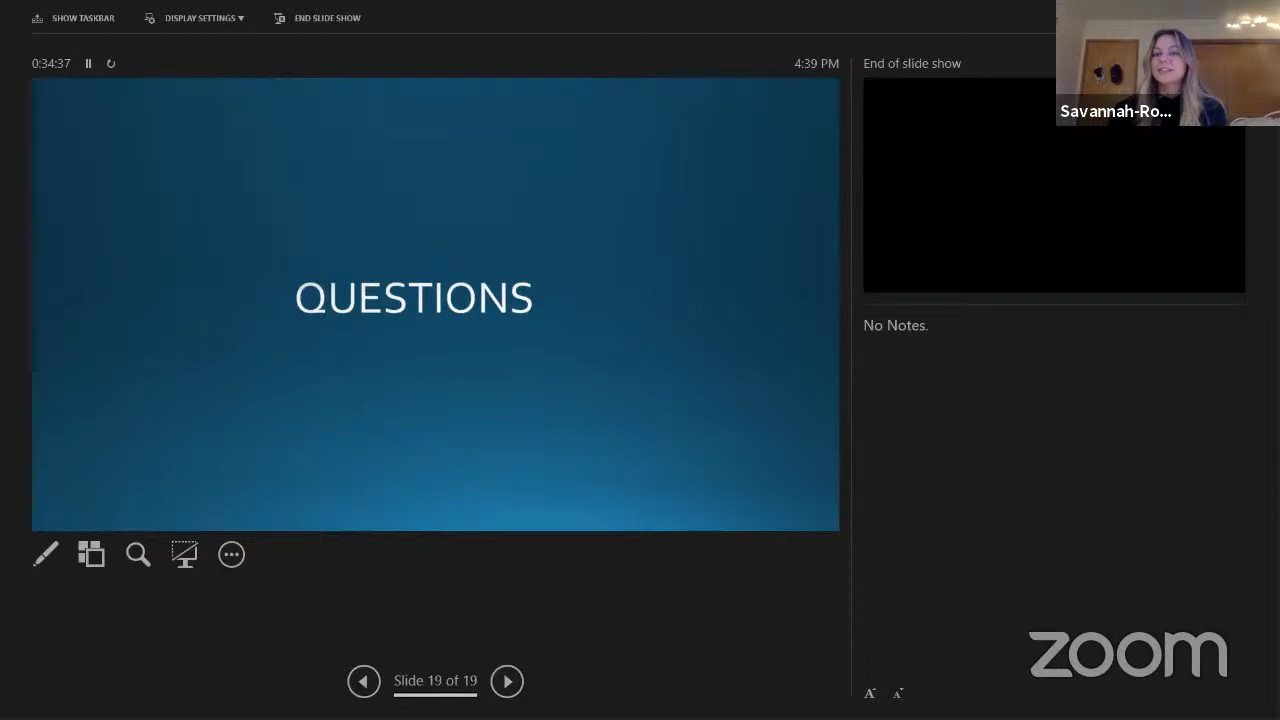 SHOW TASKBAR
DISPLAY SETTINGS ▼
END SLIDE SHOW
0:34:37
4:39 PM
End of slide show
Savannah-Ro...
QUESTIONS
No Notes.
Slide 19 of 19
zoom
A A